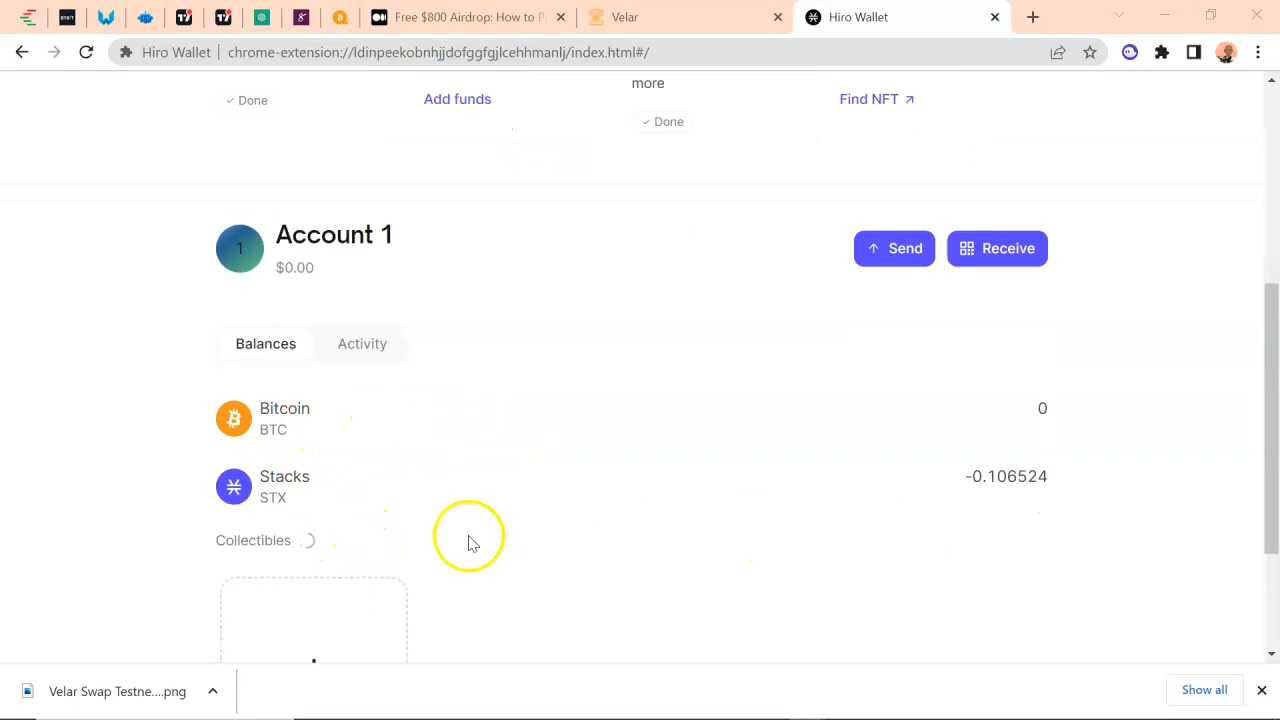 Free $800 Airdrop: How to P
Velar
Hiro Wallet
Hiro Wallet
chrome-extension://ldinpeekobnhjjdofggfgjlcehhmanlj/index.html#/
more
Done
Add funds
Find NFT ↗
Done
1
Account 1
$0.00
Send
Receive
Balances
Activity
Bitcoin
0
BTC
Stacks
-0.106524
STX
Collectibles
Velar Swap Testne....png
Show all